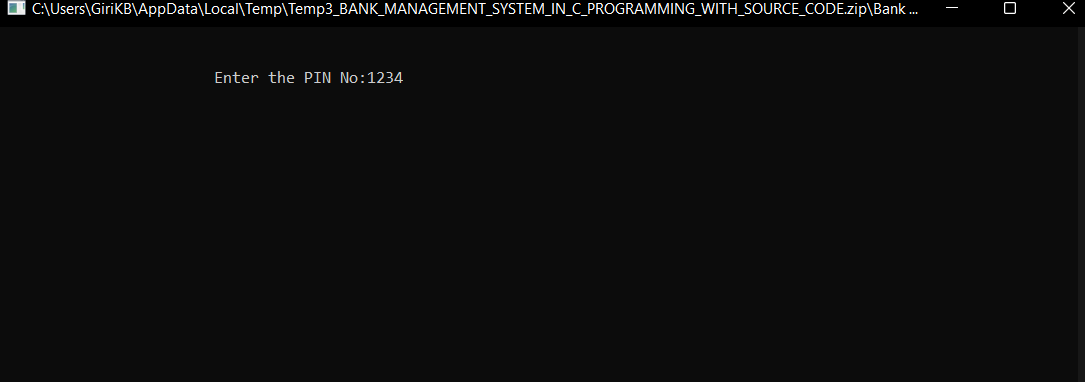 C:\Users\GiriKB\AppData\Local\Temp\Temp3_BANK_MANAGEMENT_SYSTEM_IN_C_PROGRAMMING_WITH_SOURCE_CODE.zip\Bank ...
Enter the PIN No:1234